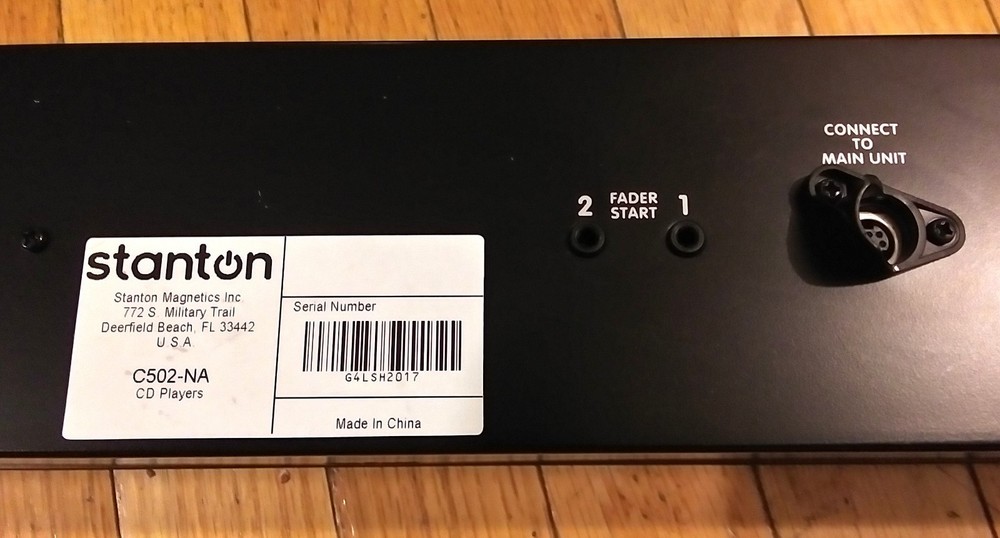 CONNECT
TO
MAIN UNIT
2 FADER 1
START
stanton
Stanton Magnetics Inc.
772 S. Military Trail
Deerfield Beach, FL 33442
U.S.A.
C502-NA
CD Players
Serial Number
G4LSH2017
Made In China